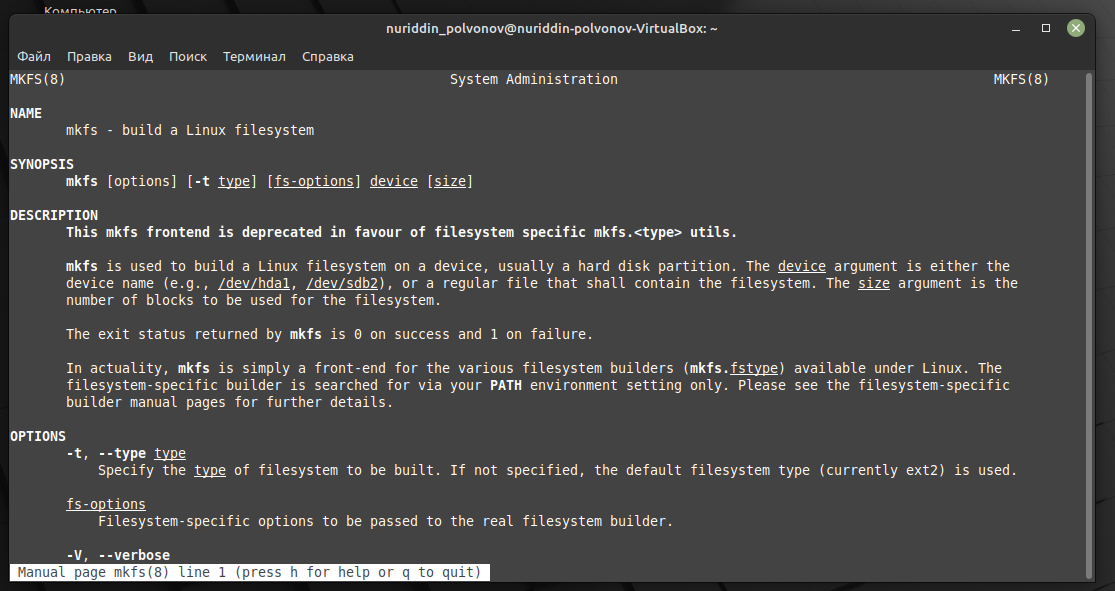 Компьютер
nuriddin_polvonov@nuriddin-polvonov-VirtualBox: ~
Файл Правка Вид Поиск Терминал Справка
MKFS(8) System Administration MKFS(8)
NAME
mkfs - build a Linux filesystem
SYNOPSIS
mkfs [options] [-t type] [fs-options] device [size]
DESCRIPTION
This mkfs frontend is deprecated in favour of filesystem specific mkfs.<type> utils.
mkfs is used to build a Linux filesystem on a device, usually a hard disk partition. The device argument is either the
device name (e.g., /dev/hda1, /dev/sdb2), or a regular file that shall contain the filesystem. The size argument is the
number of blocks to be used for the filesystem.
The exit status returned by mkfs is 0 on success and 1 on failure.
In actuality, mkfs is simply a front-end for the various filesystem builders (mkfs.fstype) available under Linux. The
filesystem-specific builder is searched for via your PATH environment setting only. Please see the filesystem-specific
builder manual pages for further details.
OPTIONS
-t, --type type
Specify the type of filesystem to be built. If not specified, the default filesystem type (currently ext2) is used.
fs-options
Filesystem-specific options to be passed to the real filesystem builder.
-V, --verbose
Manual page mkfs(8) line 1 (press h for help or q to quit)